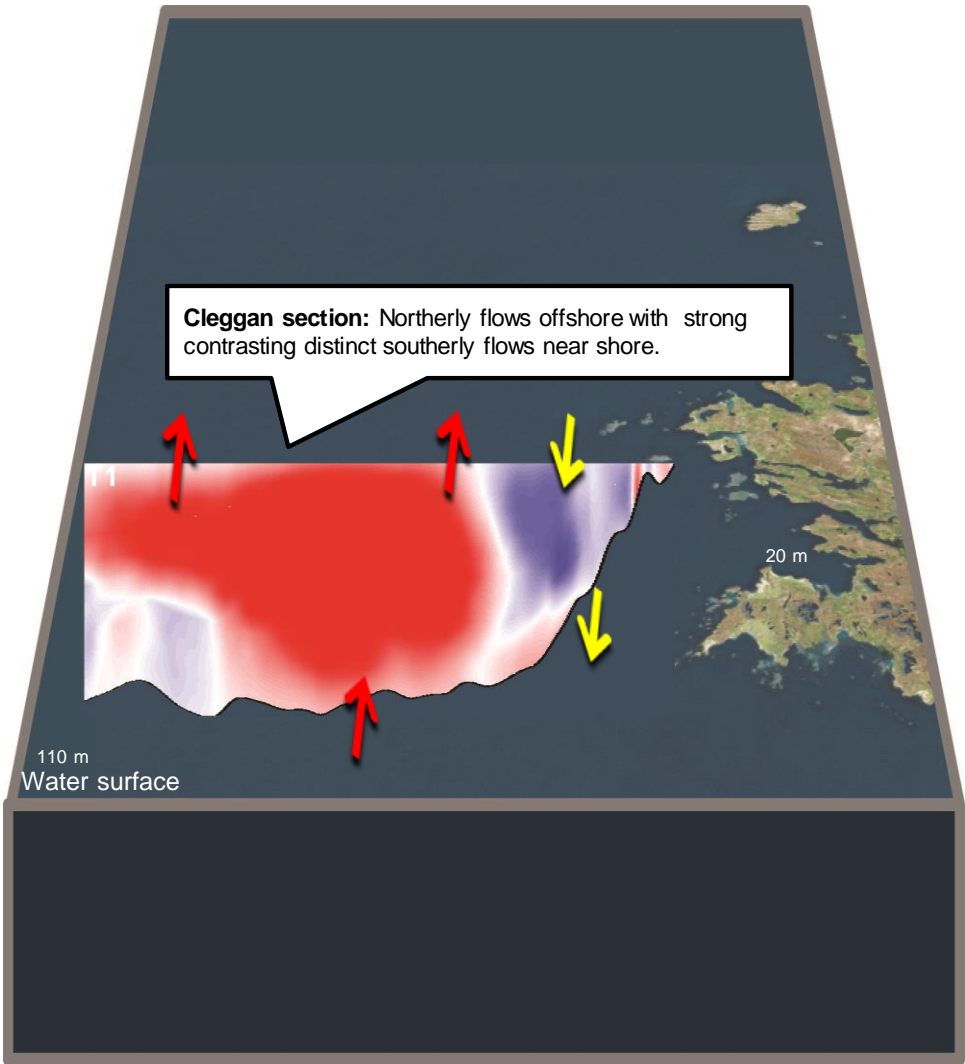 Cleggan section: Northerly flows offshore with strong
contrasting distinct southerly flows near shore.
T1
20 m
110 m
Water surface